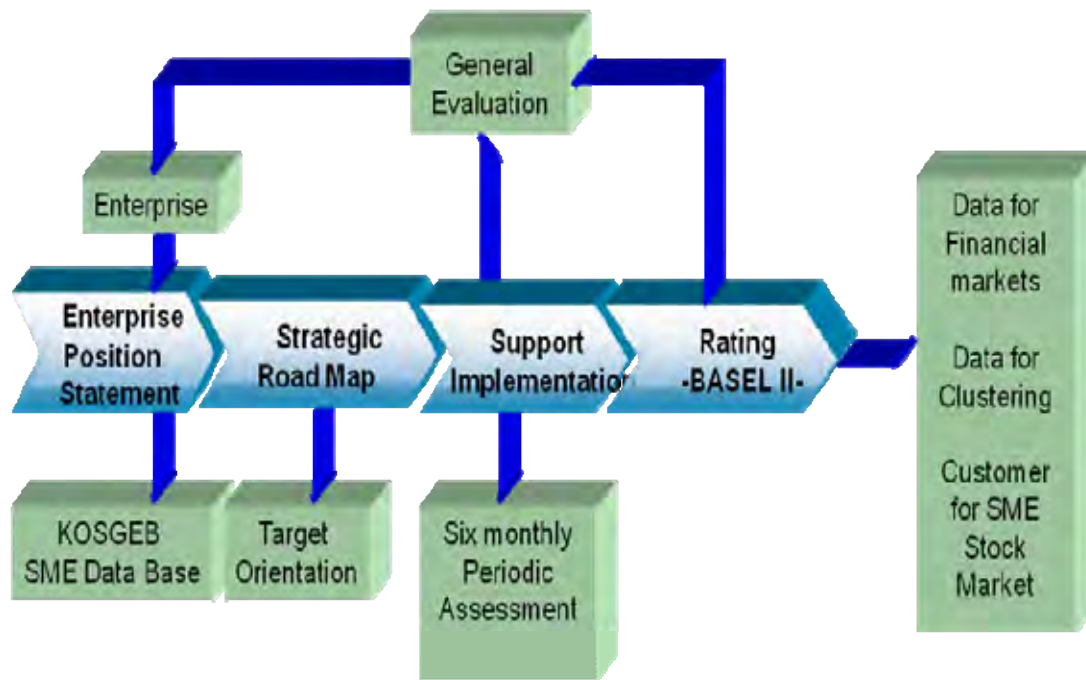 General
Evaluation
Enterprise
Enterprise
Position
Statement
Strategic
Road Map
Support
Implementation
Rating
-BASEL II-
KOSGEB
SME Data Base
Target
Orientation
Six monthly
Periodic
Assessment
Data for
Financial
markets
Data for
Clustering
Customer
for SME
Stock
Market